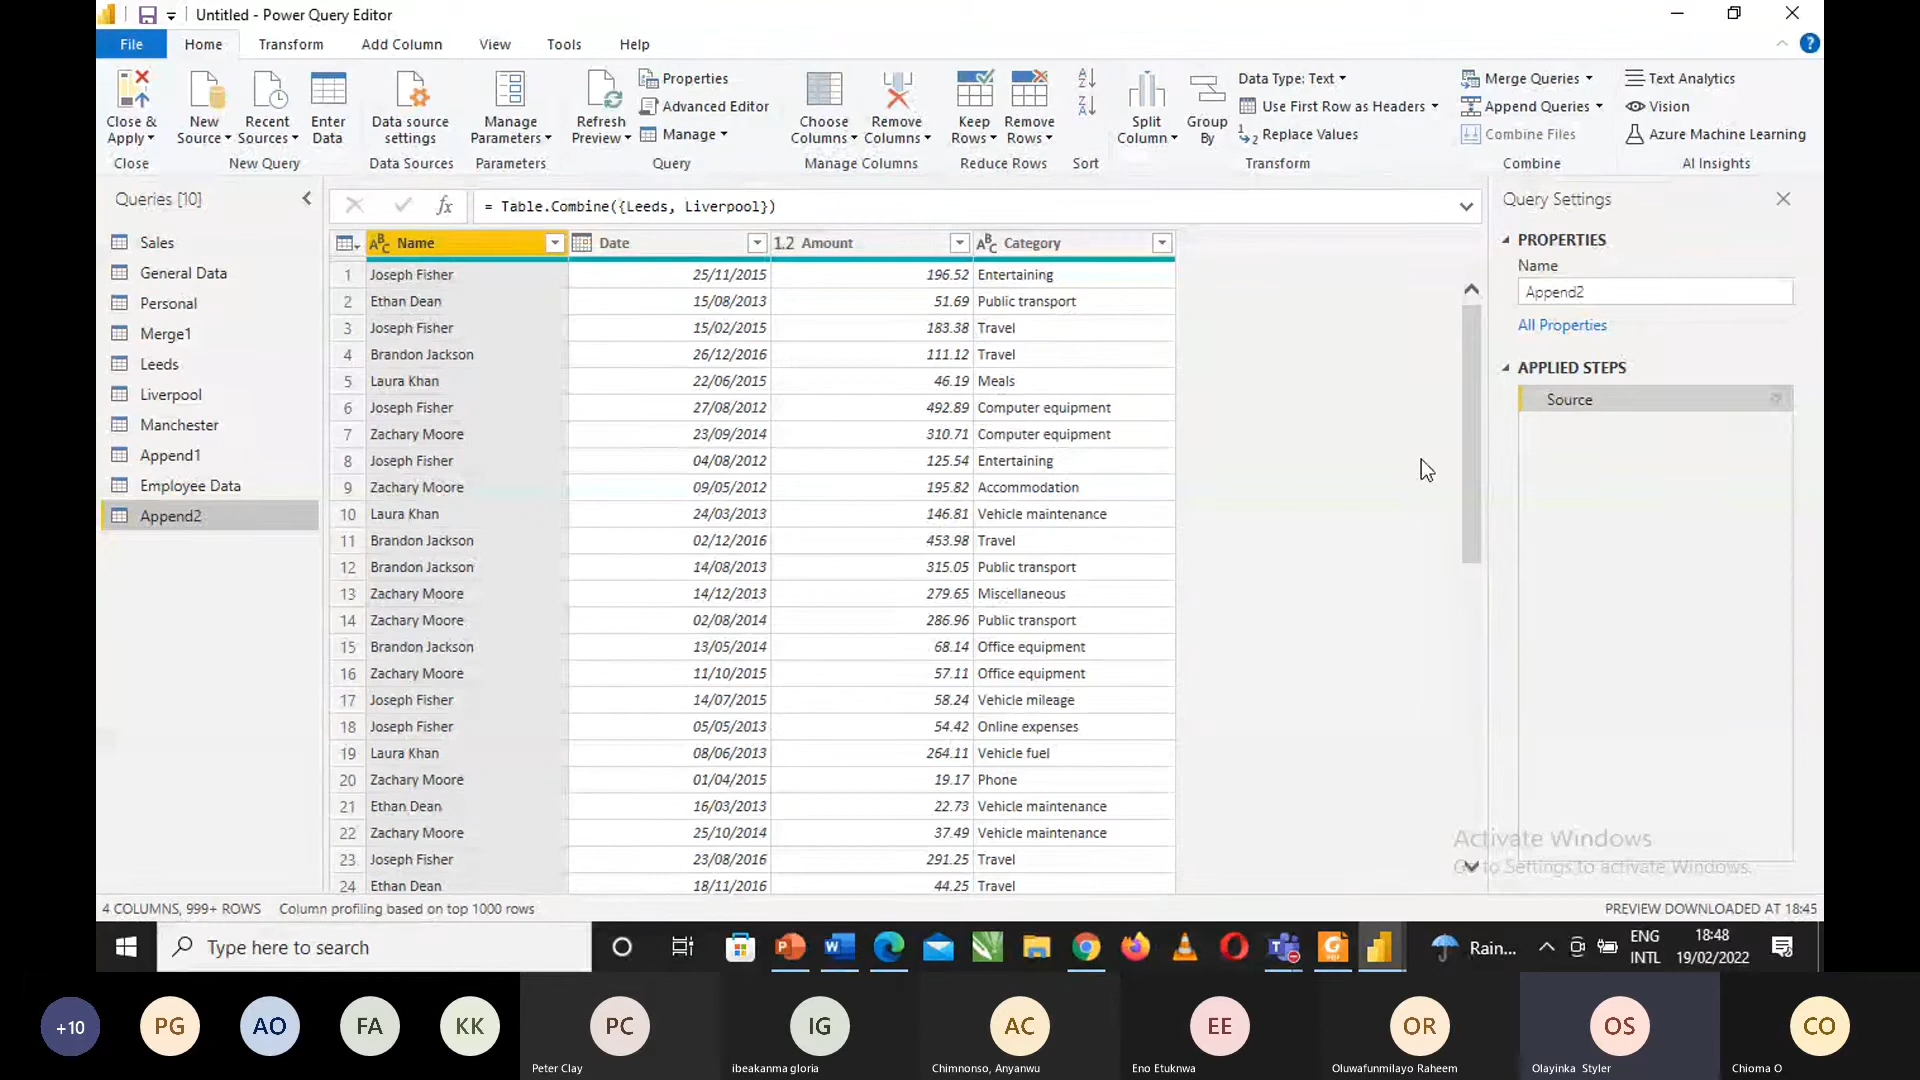 Untitled - Power Query Editor
File Home Transform Add Column View Tools Help
Close & Apply
New Source
Recent Sources
Enter Data
Data source settings
Manage Parameters
Refresh Preview
Properties
Advanced Editor
Manage
Choose Columns
Remove Columns
Keep Rows
Remove Rows
Split Column
Group By
Data Type: Text
Use First Row as Headers
Replace Values
Merge Queries
Append Queries
Combine Files
Text Analytics
Vision
Azure Machine Learning
Close New Query Data Sources Parameters Query Manage Columns Reduce Rows Sort Transform Combine AI Insights
Queries [10]
Sales
General Data
Personal
Merge1
Leeds
Liverpool
Manchester
Append1
Employee Data
Append2
fx = Table.Combine({Leeds, Liverpool})
ABC Name Date 1.2 Amount ABC Category
1 Joseph Fisher 25/11/2015 196.52 Entertaining
2 Ethan Dean 15/08/2013 51.69 Public transport
3 Joseph Fisher 15/02/2015 183.38 Travel
4 Brandon Jackson 26/12/2016 111.12 Travel
5 Laura Khan 22/06/2015 46.19 Meals
6 Joseph Fisher 27/08/2012 492.89 Computer equipment
7 Zachary Moore 23/09/2014 310.71 Computer equipment
8 Joseph Fisher 04/08/2012 125.54 Entertaining
9 Zachary Moore 09/05/2012 195.82 Accommodation
10 Laura Khan 24/03/2013 146.81 Vehicle maintenance
11 Brandon Jackson 02/12/2016 453.98 Travel
12 Brandon Jackson 14/08/2013 315.05 Public transport
13 Zachary Moore 14/12/2013 279.65 Miscellaneous
14 Zachary Moore 02/08/2014 286.96 Public transport
15 Brandon Jackson 13/05/2014 68.14 Office equipment
16 Zachary Moore 11/10/2015 57.11 Office equipment
17 Joseph Fisher 14/07/2015 58.24 Vehicle mileage
18 Joseph Fisher 05/05/2013 54.42 Online expenses
19 Laura Khan 08/06/2013 264.11 Vehicle fuel
20 Zachary Moore 01/04/2015 19.17 Phone
21 Ethan Dean 16/03/2013 22.73 Vehicle maintenance
22 Zachary Moore 25/10/2014 37.49 Vehicle maintenance
23 Joseph Fisher 23/08/2016 291.25 Travel
24 Ethan Dean 18/11/2016 44.25 Travel
Query Settings
PROPERTIES
Name
Append2
All Properties
APPLIED STEPS
Source
Activate Windows
Go to Settings to activate Windows.
4 COLUMNS, 999+ ROWS Column profiling based on top 1000 rows PREVIEW DOWNLOADED AT 18:45
Type here to search
Rain...
ENG
INTL
18:48
19/02/2022
+10 PG AO FA KK PC IG AC EE OR OS CO
Peter Clay ibeakanma gloria Chimnonso, Anyanwu Eno Etuknwa Oluwafunmilayo Raheem Olayinka Styler Chioma O